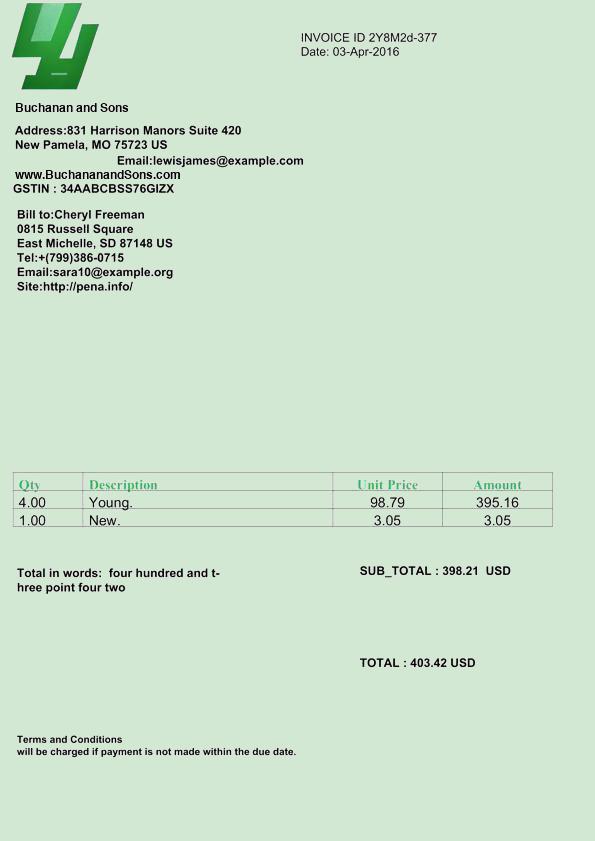 INVOICE ID 2Y8M2d-377
Date: 03-Apr-2016
Buchanan and Sons
Address:831 Harrison Manors Suite 420
New Pamela, MO 75723 US
Email:lewisjames@example.com
www.BuchananandSons.com
GSTIN : 34AABCBSS76GIZX
Bill to:Cheryl Freeman
0815 Russell Square
East Michelle, SD 87148 US
Tel:+(799)386-0715
Email:sara10@example.org
Site:http://pena.info/
Qty Description Unit Price Amount
4.00 Young. 98.79 395.16
1.00 New. 3.05 3.05
Total in words:  four hundred and t-
hree point four two
SUB_TOTAL : 398.21  USD
TOTAL : 403.42 USD
Terms and Conditions
will be charged if payment is not made within the due date.